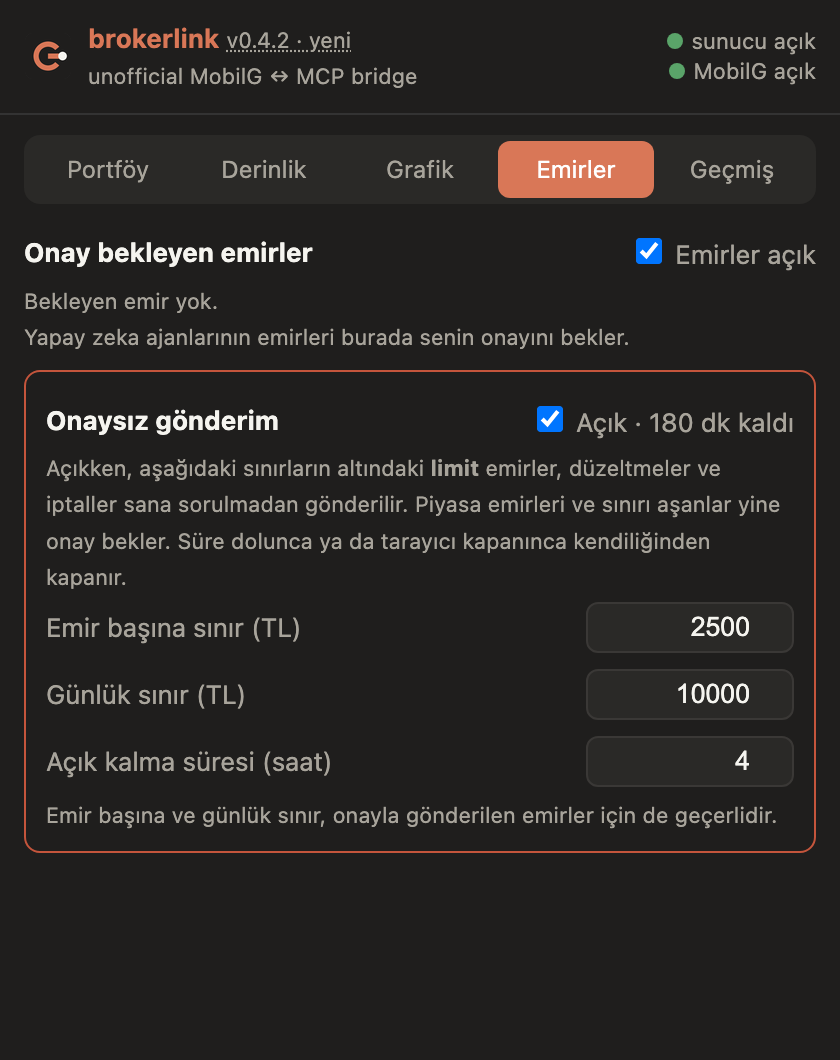 brokerlink v0.4.2 · yeni
unofficial MobilG ↔ MCP bridge
sunucu açık
MobilG açık
Portföy Derinlik Grafik Emirler Geçmiş
Onay bekleyen emirler
Emirler açık
Bekleyen emir yok.
Yapay zeka ajanlarının emirleri burada senin onayını bekler.
Onaysız gönderim
Açık · 180 dk kaldı
Açıkken, aşağıdaki sınırların altındaki limit emirler, düzeltmeler ve
iptaller sana sorulmadan gönderilir. Piyasa emirleri ve sınırı aşanlar yine
onay bekler. Süre dolunca ya da tarayıcı kapanınca kendiliğinden
kapanır.
Emir başına sınır (TL) 2500
Günlük sınır (TL) 10000
Açık kalma süresi (saat) 4
Emir başına ve günlük sınır, onayla gönderilen emirler için de geçerlidir.